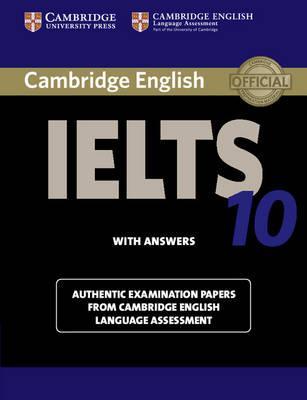 CAMBRIDGE
UNIVERSITY PRESS
CAMBRIDGE ENGLISH
Language Assessment
Part of the University of Cambridge
Cambridge English
OFFICIAL
IELTS
10
WITH ANSWERS
AUTHENTIC EXAMINATION PAPERS
FROM CAMBRIDGE ENGLISH
LANGUAGE ASSESSMENT